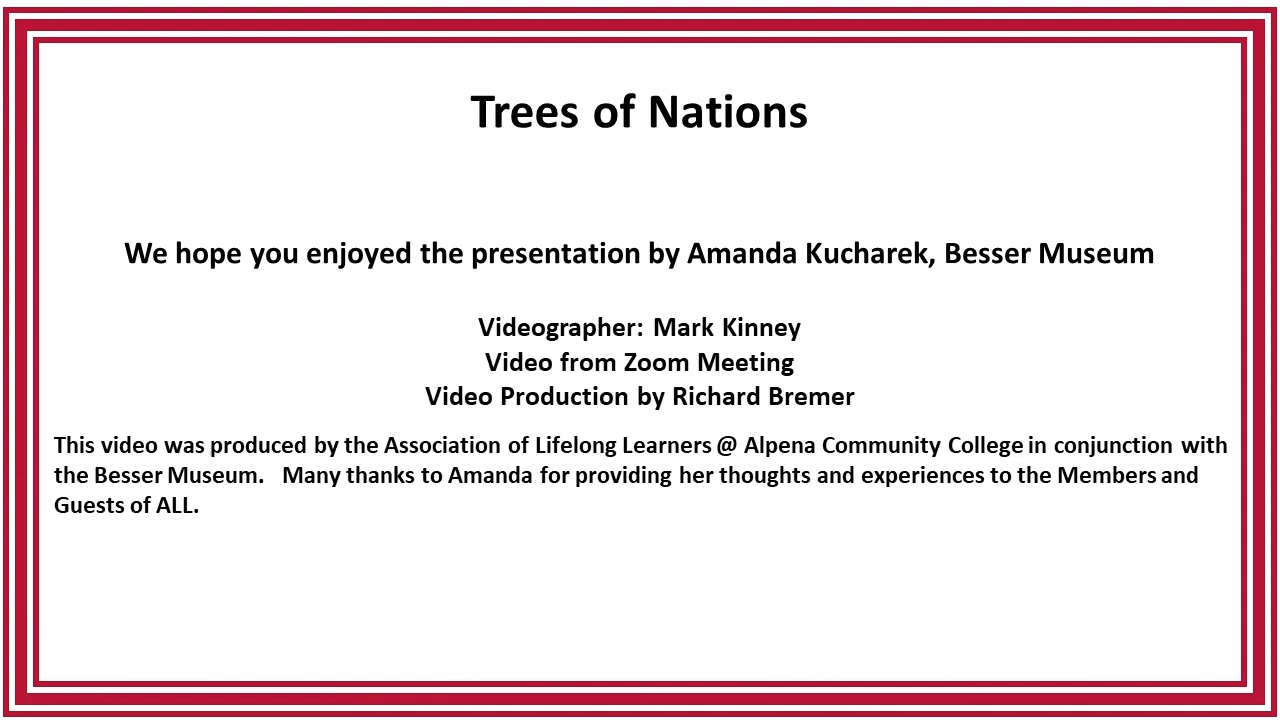 Trees of Nations
We hope you enjoyed the presentation by Amanda Kucharek, Besser Museum
Videographer: Mark Kinney
Video from Zoom Meeting
Video Production by Richard Bremer
This video was produced by the Association of Lifelong Learners @ Alpena Community College in conjunction with
the Besser Museum.   Many thanks to Amanda for providing her thoughts and experiences to the Members and
Guests of ALL.